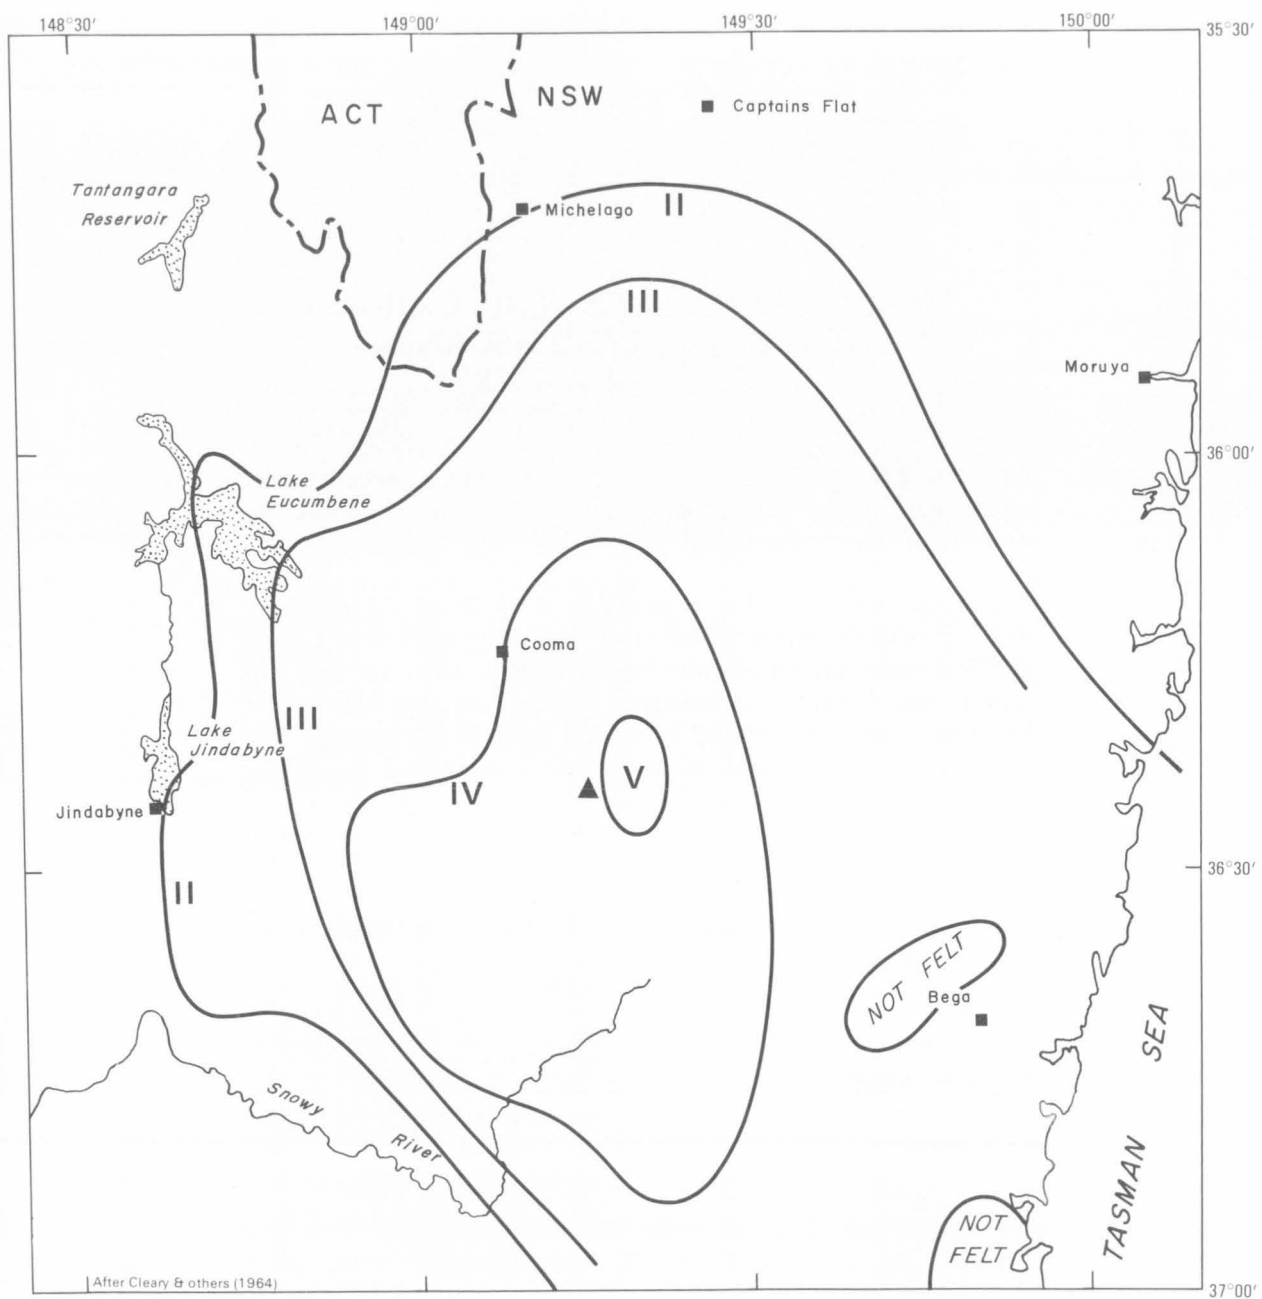 148°30′
149°00′
149°30′
150°00′
35°30′
ACT
NSW
Captains Flat
Tantangara
Reservoir
Michelago
II
III
Moruya
36°00′
Lake
Eucumbene
Cooma
III
Lake
Jindabyne
IV
V
Jindabyne
II
36°30′
NOT FELT
Bega
TASMAN SEA
Snowy
River
NOT
FELT
After Cleary & others (1964)
37°00′